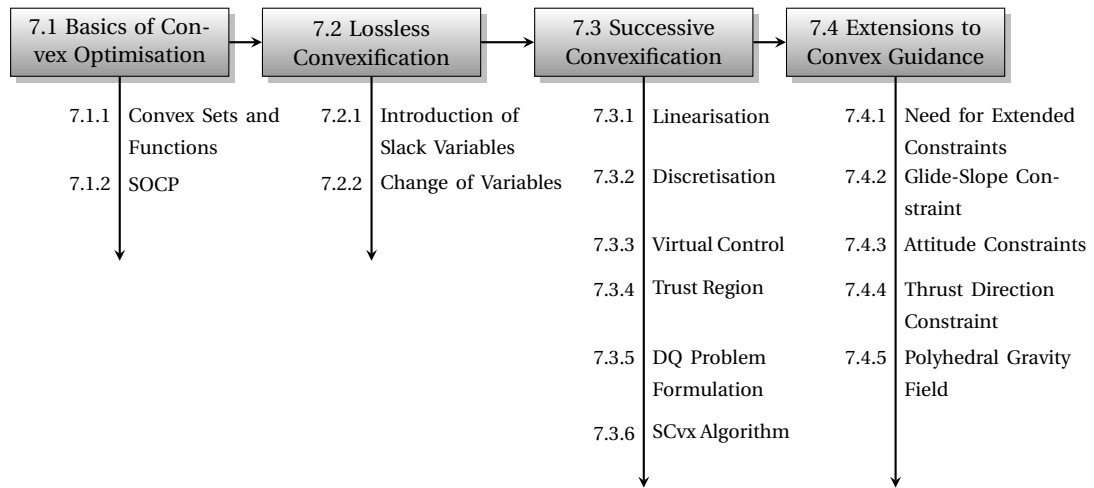 7.1 Basics of Con-
vex Optimisation
7.1.1 Convex Sets and
Functions
7.1.2 SOCP
7.2 Lossless
Convexification
7.2.1 Introduction of
Slack Variables
7.2.2 Change of Variables
7.3 Successive
Convexification
7.3.1 Linearisation
7.3.2 Discretisation
7.3.3 Virtual Control
7.3.4 Trust Region
7.3.5 DQ Problem
Formulation
7.3.6 SCvx Algorithm
7.4 Extensions to
Convex Guidance
7.4.1 Need for Extended
Constraints
7.4.2 Glide-Slope Con-
straint
7.4.3 Attitude Constraints
7.4.4 Thrust Direction
Constraint
7.4.5 Polyhedral Gravity
Field